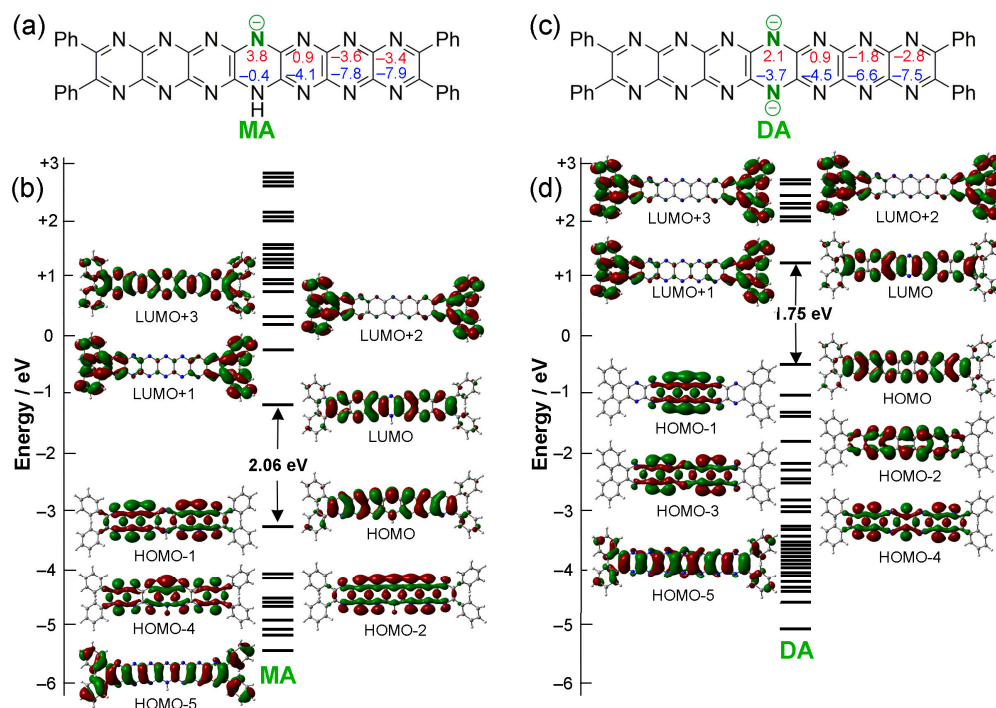 (a)
Ph N N N N N N N Ph
3.8 0.9 −3.6 −3.4
−0.4 −4.1 −7.8 −7.9
Ph N N N N N N N Ph
H
MA
(c)
Ph N N N N N N N Ph
2.1 0.9 −1.8 −2.8
−3.7 −4.5 −6.6 −7.5
Ph N N N N N N N Ph
DA
(b)
Energy / eV
+3
+2
+1
0
−1
−2
−3
−4
−5
−6
LUMO+3
LUMO+2
LUMO+1
LUMO
2.06 eV
HOMO
HOMO-1
HOMO-4
HOMO-2
HOMO-5
MA
(d)
Energy / eV
+3
+2
+1
0
−1
−2
−3
−4
−5
−6
LUMO+3
LUMO+2
LUMO+1
LUMO
1.75 eV
HOMO
HOMO-1
HOMO-2
HOMO-3
HOMO-4
HOMO-5
DA